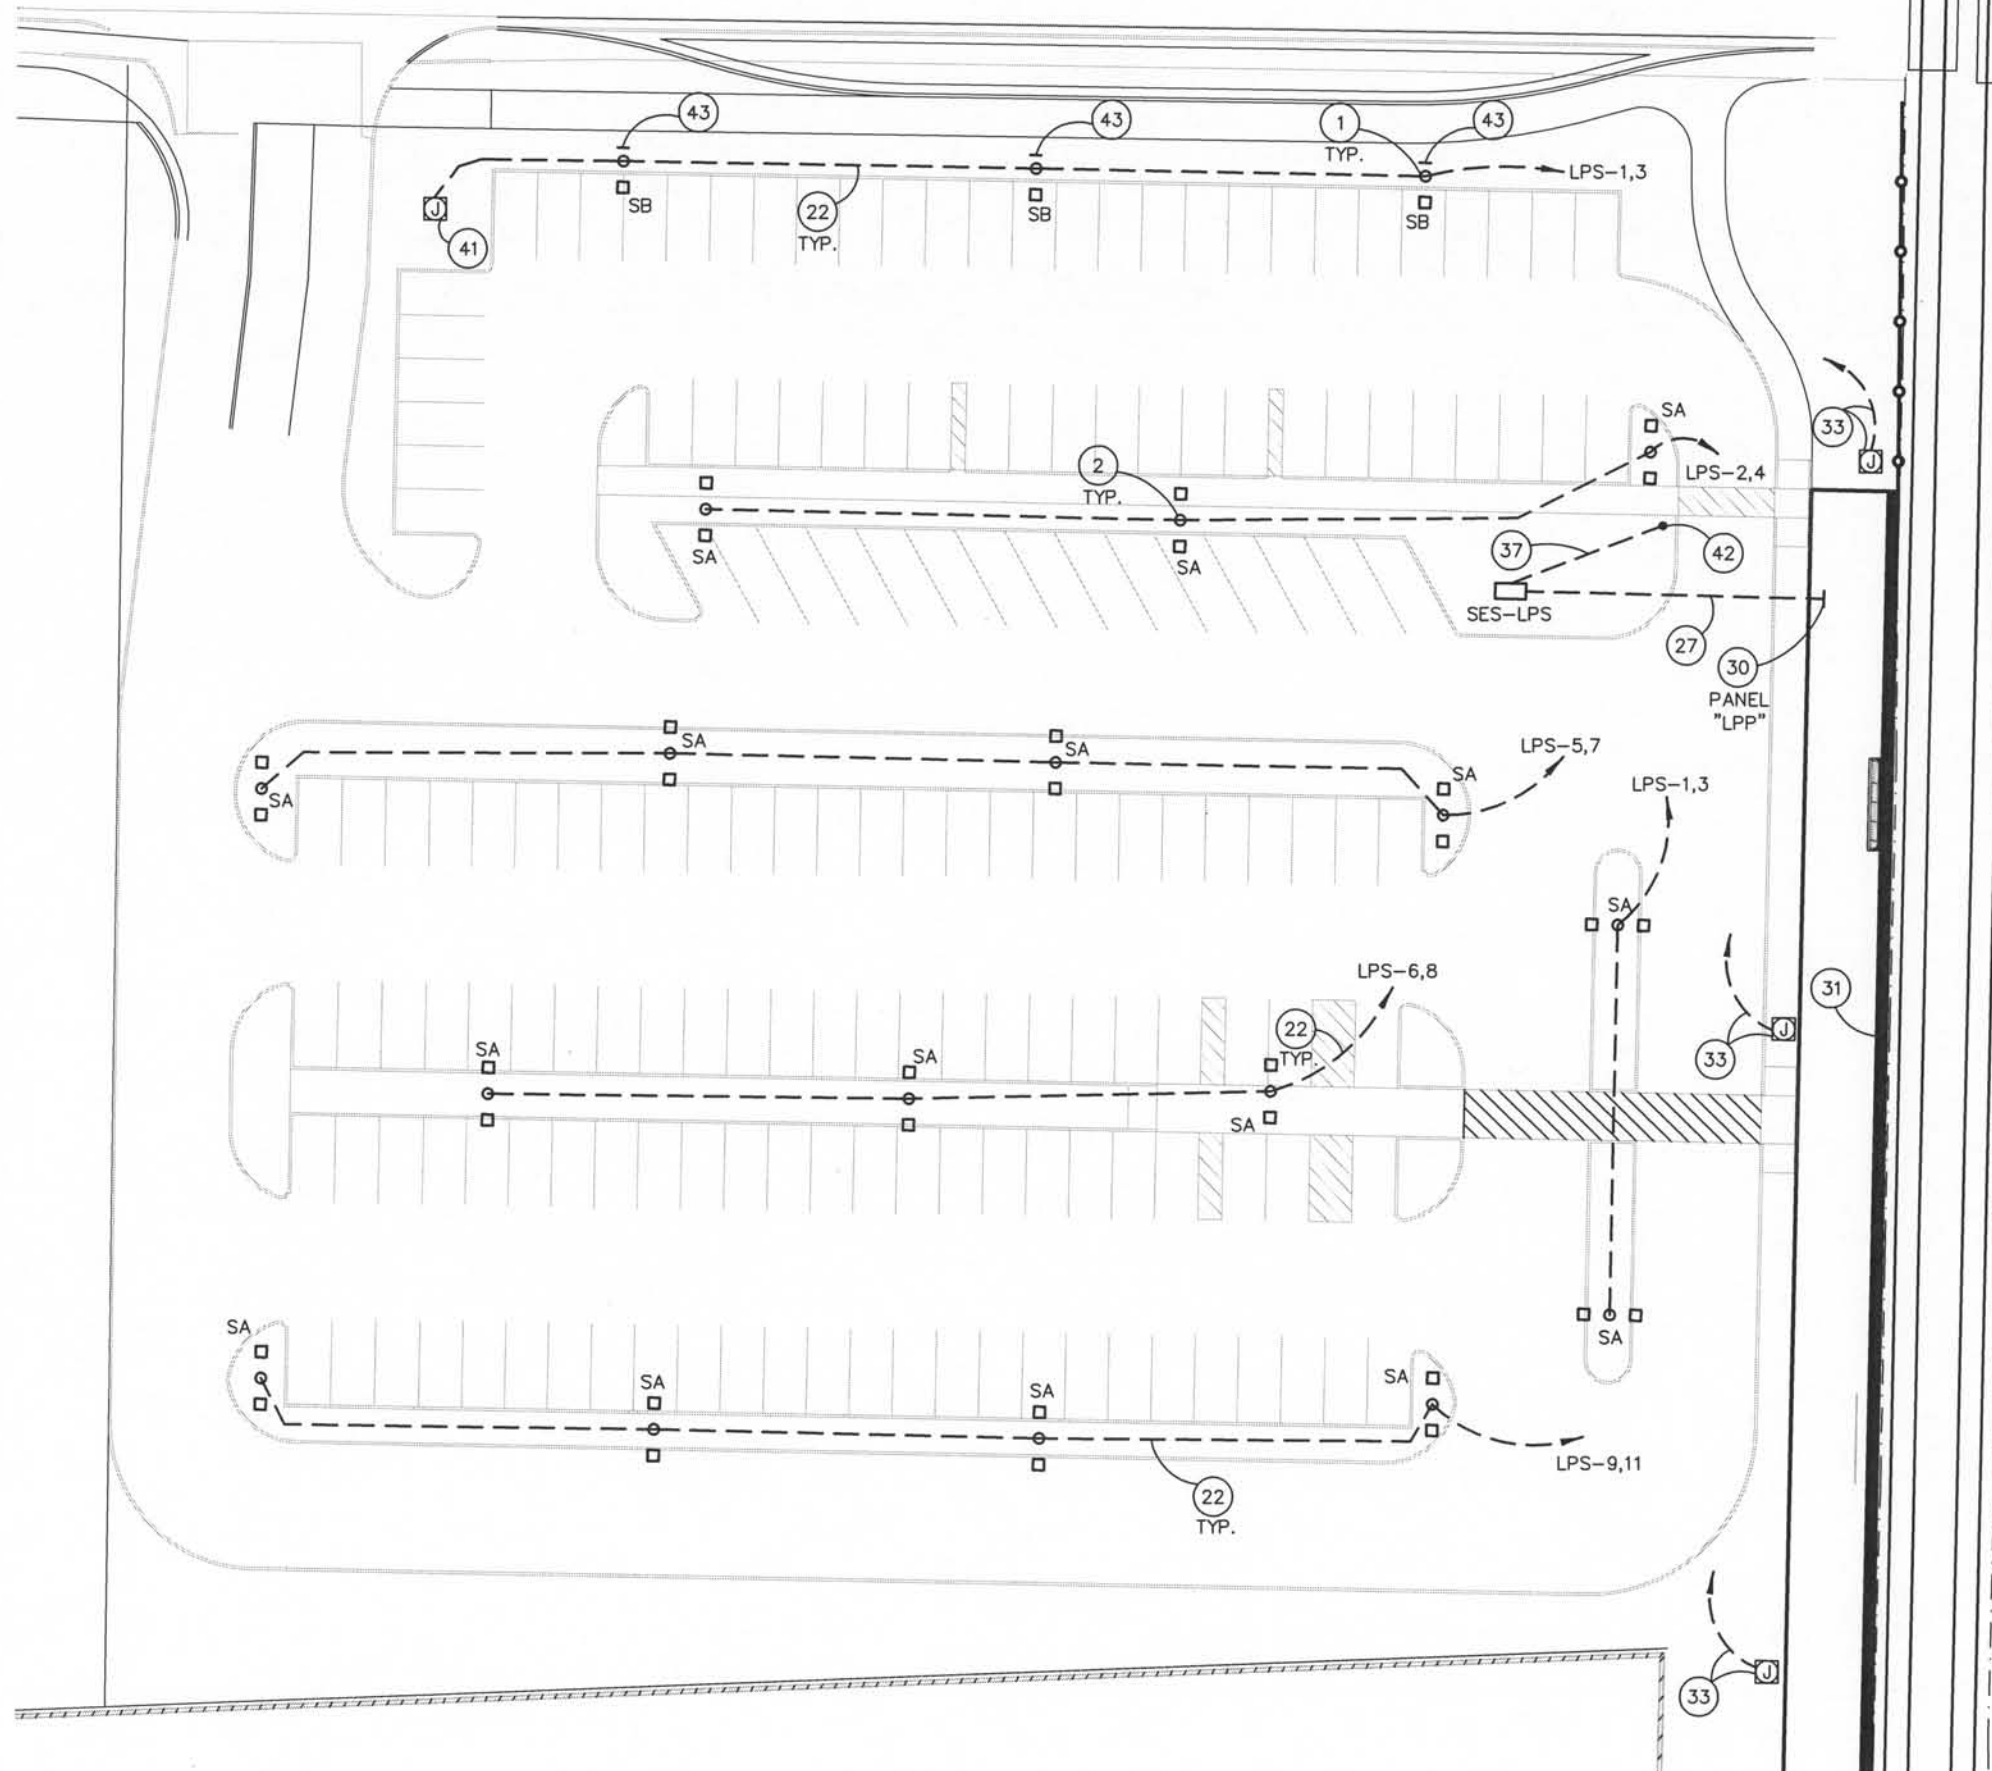 43
43
1
TYP.
43
LPS-1,3
J
41
SB
22
TYP.
SB
SB
SA
LPS-2,4
33
J
2
TYP.
SA
SA
37
42
SES-LPS
27
30
PANEL
"LPP"
SA
SA
SA
SA
LPS-5,7
LPS-1,3
SA
LPS-6,8
31
22
TYP.
33
J
SA
SA
SA
SA
SA
SA
SA
SA
LPS-9,11
22
TYP.
33
J